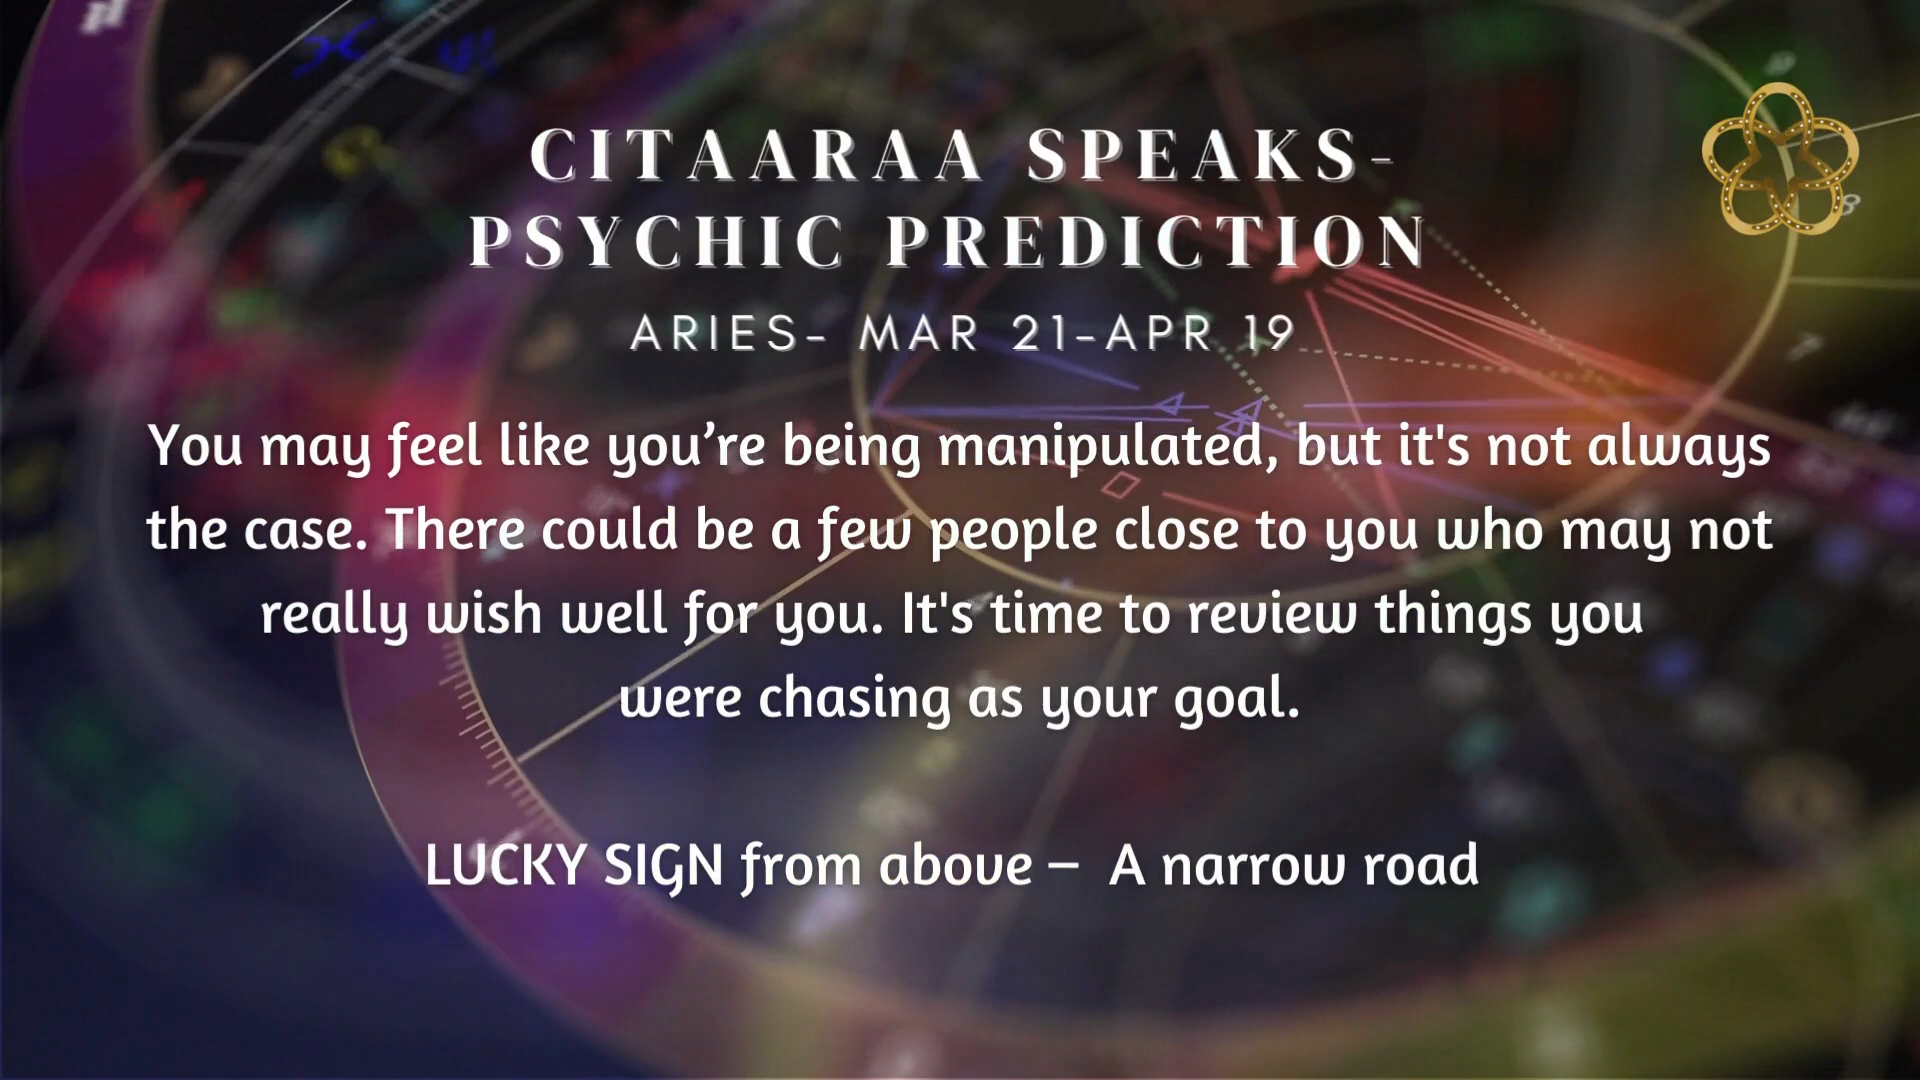 CITAARAA SPEAKS-
PSYCHIC PREDICTION
ARIES- MAR 21-APR 19
You may feel like you’re being manipulated, but it's not always
the case. There could be a few people close to you who may not
really wish well for you. It's time to review things you
were chasing as your goal.
LUCKY SIGN from above – A narrow road